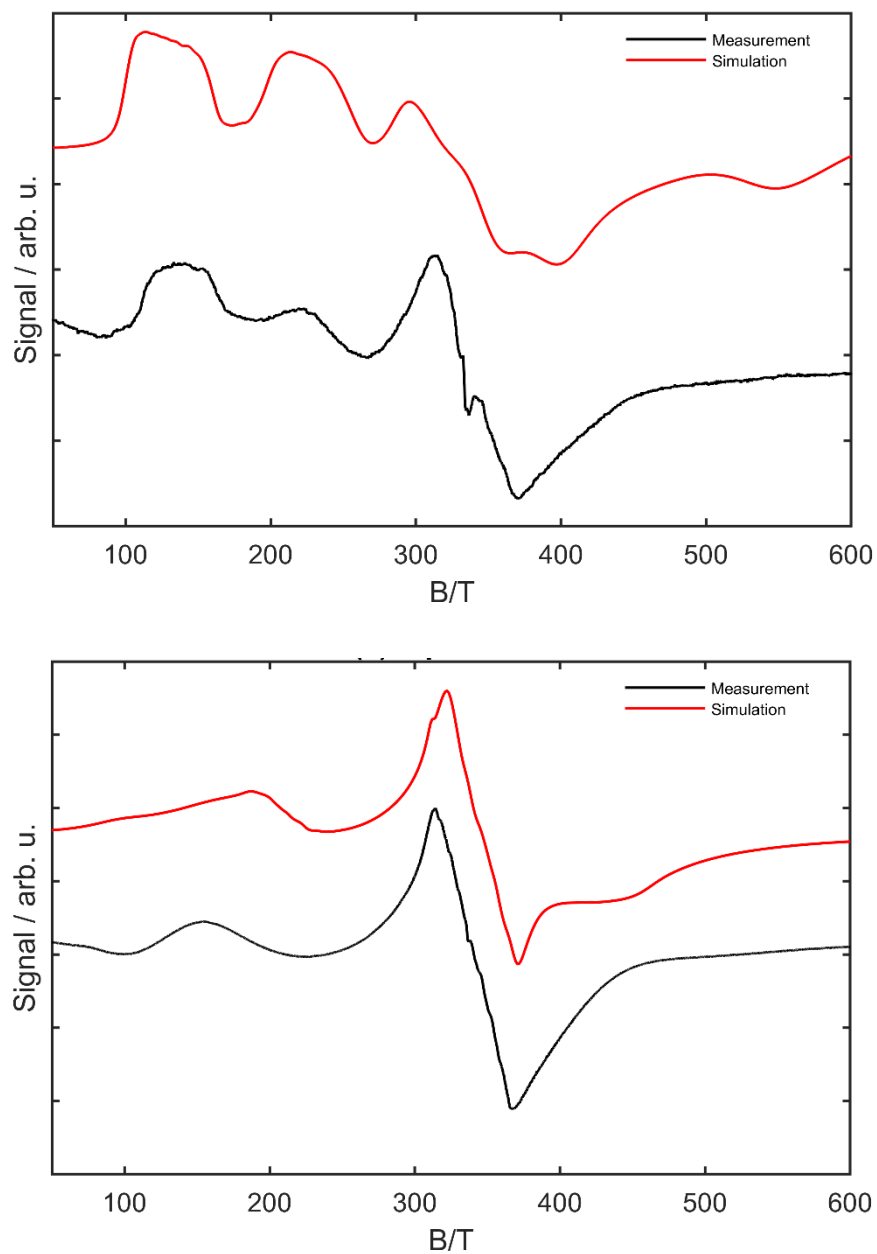 Measurement
Simulation
Signal / arb. u.
100 200 300 400 500 600
B/T
Measurement
Simulation
Signal / arb. u.
100 200 300 400 500 600
B/T